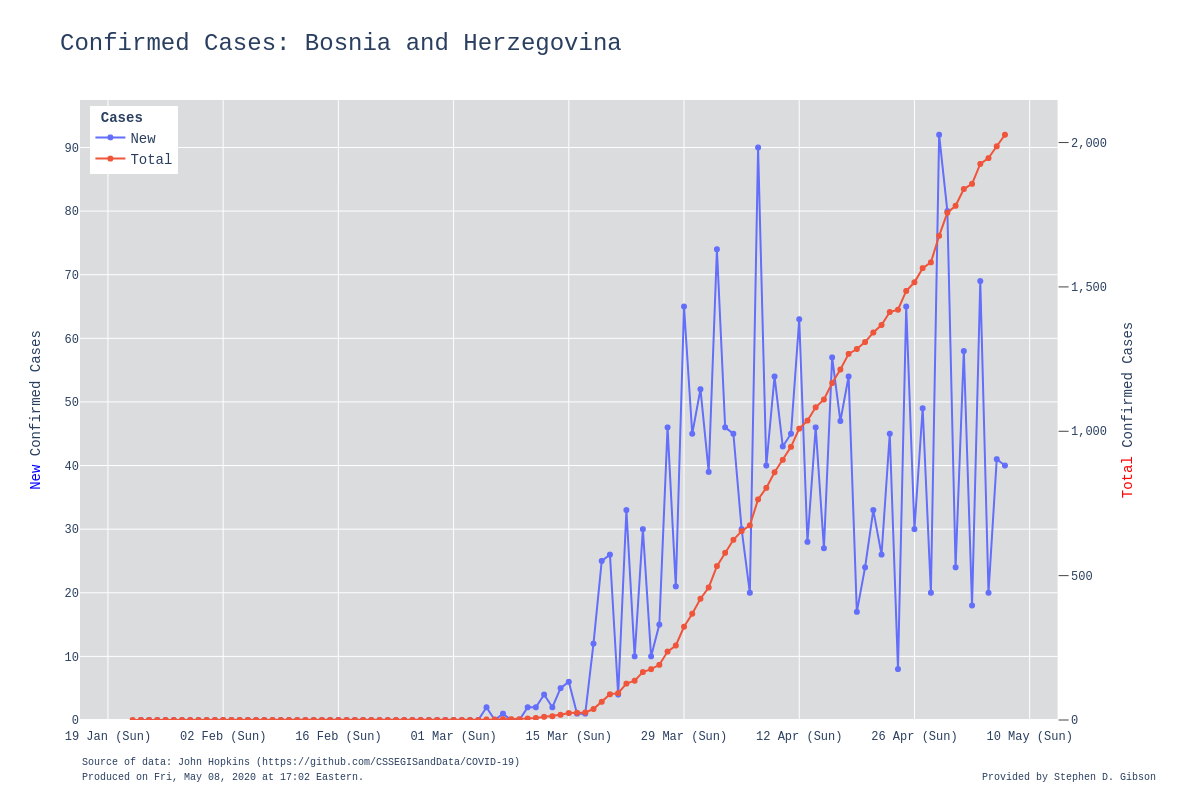 Confirmed Cases: Bosnia and Herzegovina
Cases
New
Total
90
80
70
60
50
40
30
20
10
0
2,000
1,500
1,000
500
0
New Confirmed Cases
Total Confirmed Cases
19 Jan (Sun) 02 Feb (Sun) 16 Feb (Sun) 01 Mar (Sun) 15 Mar (Sun) 29 Mar (Sun) 12 Apr (Sun) 26 Apr (Sun) 10 May (Sun)
Source of data: John Hopkins (https://github.com/CSSEGISandData/COVID-19)
Produced on Fri, May 08, 2020 at 17:02 Eastern.
Provided by Stephen D. Gibson